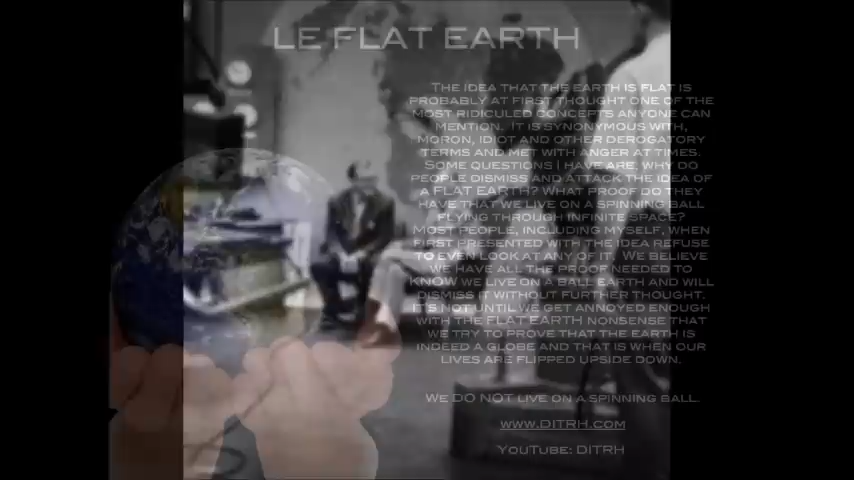 LE FLAT EARTH
THE IDEA THAT THE EARTH IS FLAT IS
PROBABLY AT FIRST THOUGHT ONE OF THE
MOST RIDICULED CONCEPTS ANYONE CAN
MENTION. IT IS SYNONYMOUS WITH,
MORON, IDIOT AND OTHER DEROGATORY
TERMS AND MET WITH ANGER AT TIMES.
SOME QUESTIONS I HAVE ARE, WHY DO
PEOPLE DISMISS AND ATTACK THE IDEA OF
A FLAT EARTH? WHAT PROOF DO THEY
HAVE THAT WE LIVE ON A SPINNING BALL
FLYING THROUGH INFINITE SPACE?
MOST PEOPLE, INCLUDING MYSELF, WHEN
FIRST PRESENTED WITH THE IDEA REFUSE
TO EVEN LOOK AT ANY OF IT. WE BELIEVE
WE HAVE ALL THE PROOF NEEDED TO
KNOW WE LIVE ON A BALL EARTH AND WILL
DISMISS IT WITHOUT FURTHER THOUGHT.
IT'S NOT UNTIL WE GET ANNOYED ENOUGH
WITH THE FLAT EARTH NONSENSE THAT
WE TRY TO PROVE THAT THE EARTH IS
INDEED A GLOBE AND THAT IS WHEN OUR
LIVES ARE FLIPPED UPSIDE DOWN.
WE DO NOT LIVE ON A SPINNING BALL.
WWW.DITRH.COM
YOUTUBE: DITRH